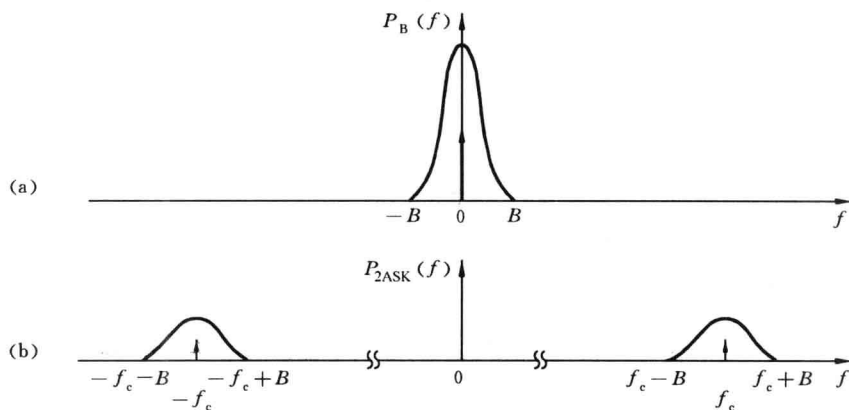 P_B (f)
(a)
−B 0 B f
P_2ASK (f)
(b)
−f_c−B −f_c+B 0 f_c−B f_c+B f
−f_c f_c